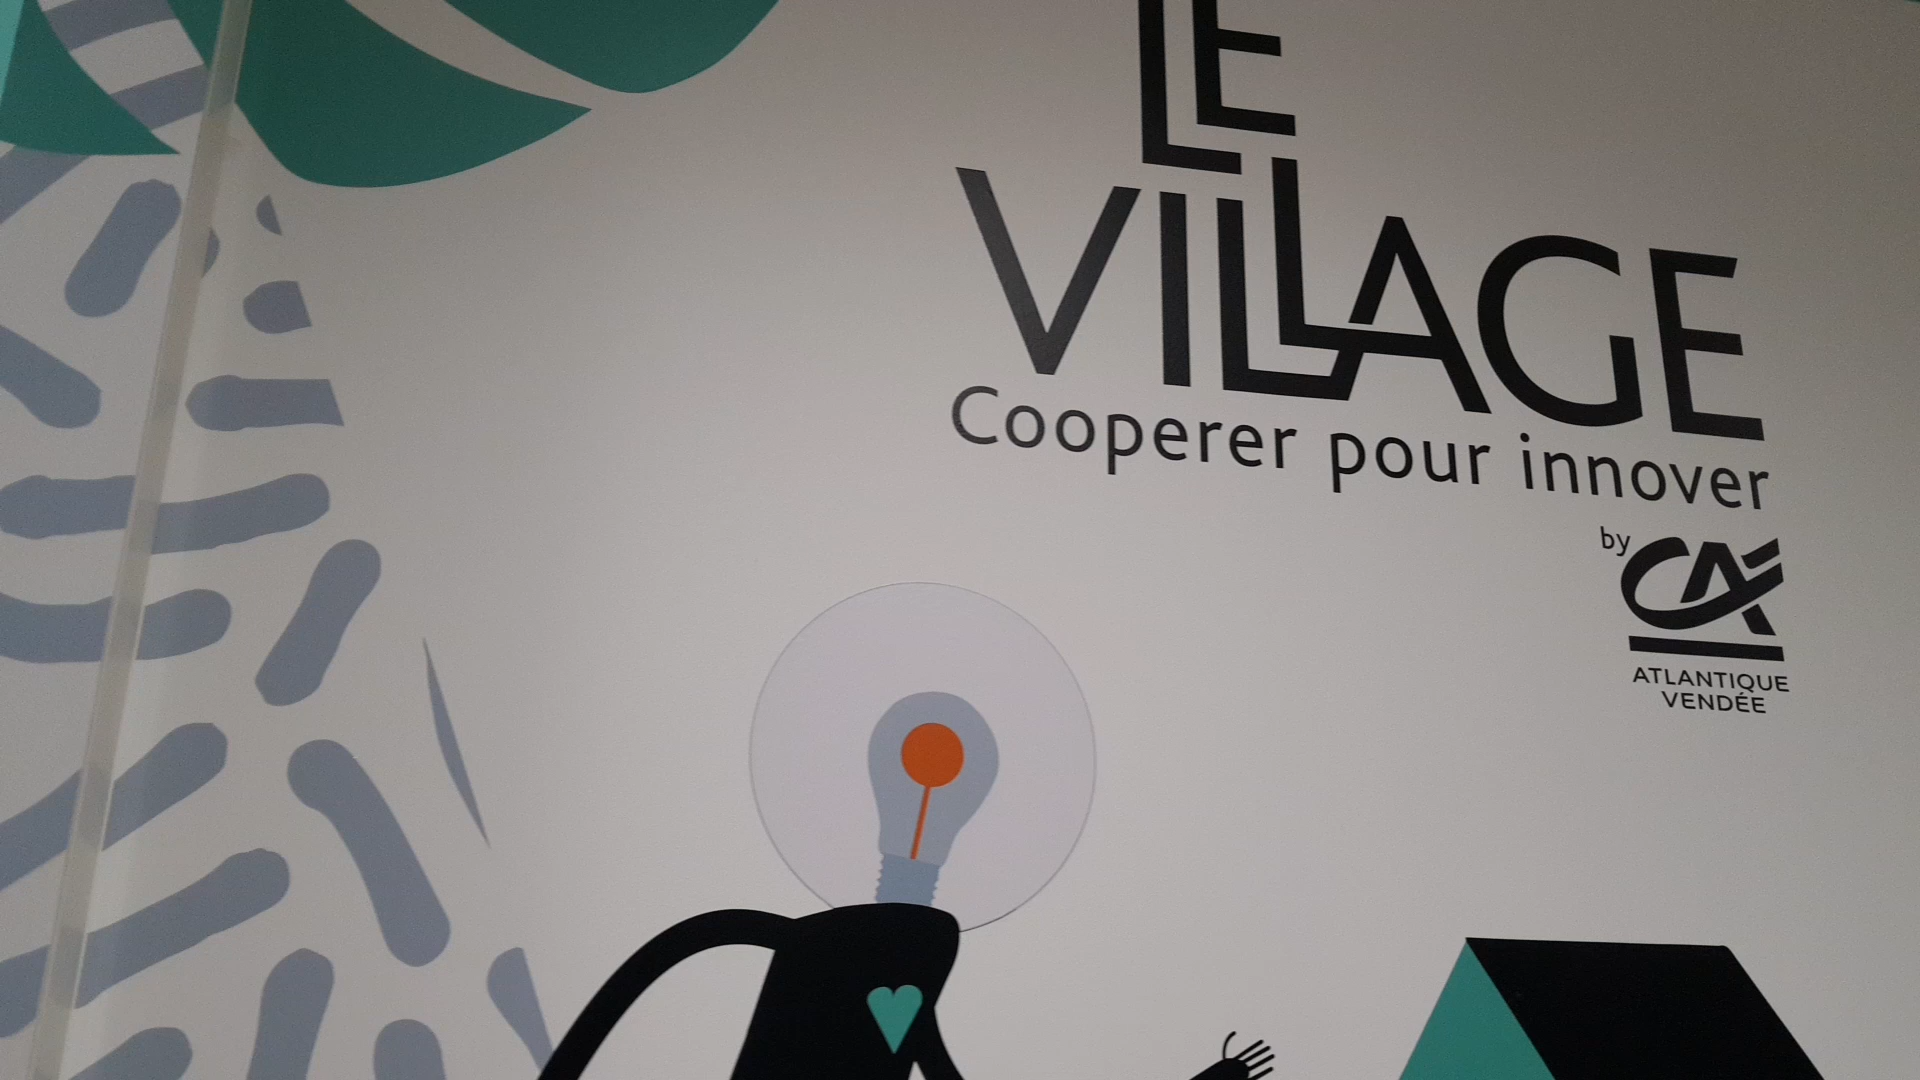 LE
VILLAGE
Cooperer pour innover
by CA
ATLANTIQUE
VENDÉE